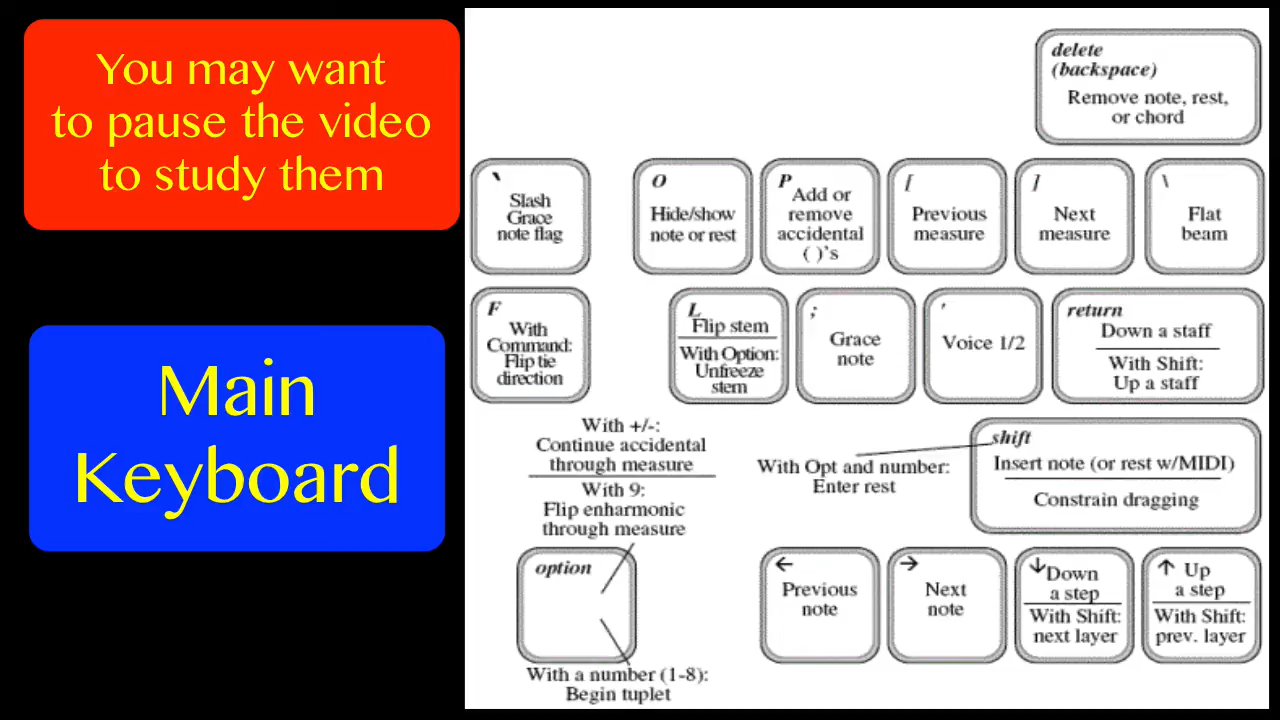 You may want
to pause the video
to study them
Main
Keyboard
delete
(backspace)
Remove note, rest,
or chord
`
Slash
Grace
note flag
O
Hide/show
note or rest
P
Add or
remove
accidental
( )'s
[
Previous
measure
]
Next
measure
\
Flat
beam
F
With
Command:
Flip tie
direction
L
Flip stem
With Option:
Unfreeze
stem
;
Grace
note
'
Voice 1/2
return
Down a staff
With Shift:
Up a staff
With +/-:
Continue accidental
through measure
With 9:
Flip enharmonic
through measure
With Opt and number:
Enter rest
shift
Insert note (or rest w/MIDI)
Constrain dragging
option
With a number (1-8):
Begin tuplet
←
Previous
note
→
Next
note
↓
Down
a step
With Shift:
next layer
↑
Up
a step
With Shift:
prev. layer